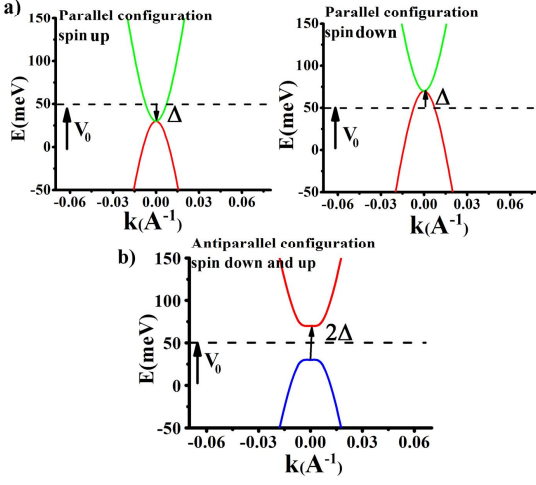 a)
Parallel configuration
spin up
150
100
50
0
-50
E(meV)
V₀
Δ
-0.06 -0.03 0.00 0.03 0.06
k(A⁻¹)
Parallel configuration
spin down
150
100
50
0
-50
E(meV)
V₀
Δ
-0.06 -0.03 0.00 0.03 0.06
k(A⁻¹)
b)
Antiparallel configuration
spin down and up
150
100
50
0
-50
E(meV)
V₀
2Δ
-0.06 -0.03 0.00 0.03 0.06
k(A⁻¹)